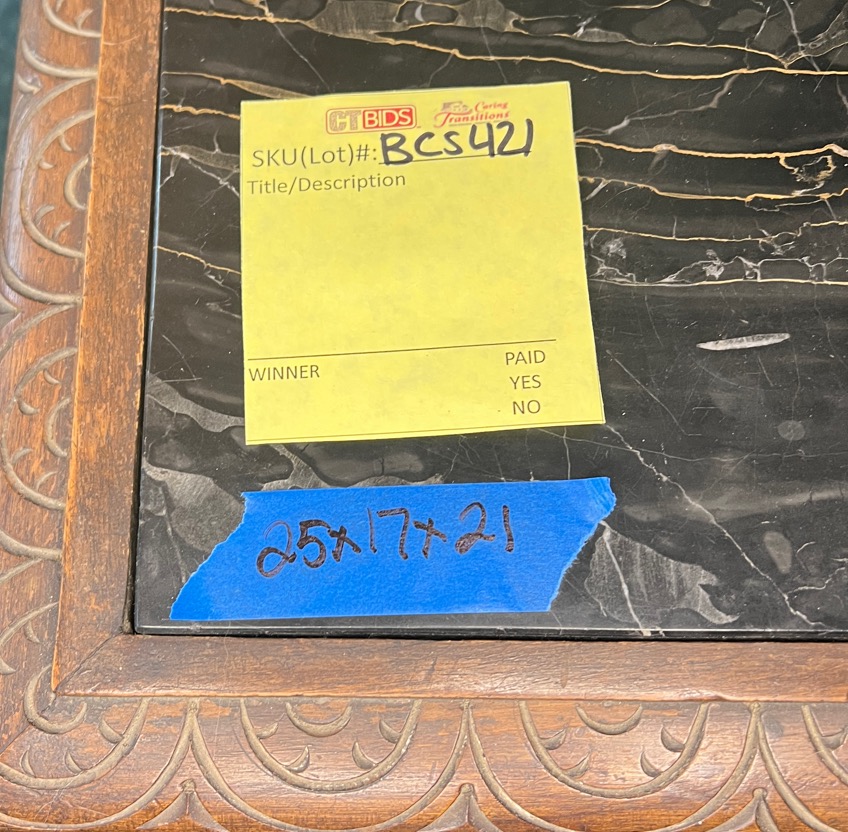 CTBIDS Caring
Transitions
SKU(Lot)#: BCS421
Title/Description
WINNER PAID
YES
NO
25x17x21